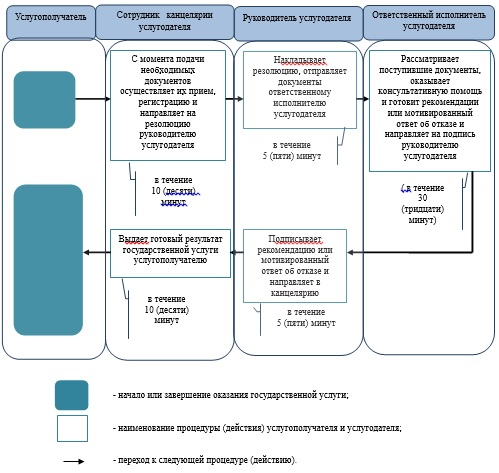 Услугополучатель
Сотрудник канцелярии
услугодателя
Руководитель услугодателя
Ответственный исполнитель
услугодателя
С момента подачи
необходимых
документов
осуществляет их прием,
регистрацию и
направляет на
резолюцию
руководителю
услугодателя
в течение
10 (десяти)
минут
Накладывает
резолюцию, отправляет
документы
ответственному
исполнителю
услугодателя
в течение
5 (пяти) минут
Рассматривает
поступившие документы,
оказывает
консультативную помощь
и готовит рекомендации
или мотивированный
ответ об отказе и
направляет на подпись
руководителю
услугодателя
( в течение
30
(тридцати)
минут)
Выдает готовый результат
государственной услуги
услугополучателю
в течение
10 (десяти)
минут
Подписывает
рекомендацию или
мотивированный
ответ об отказе и
направляет в
канцелярию
в течение
5 (пяти) минут
- начало или завершение оказания государственной услуги;
- наименование процедуры (действия) услугополучателя и услугодателя;
- переход к следующей процедуре (действию).